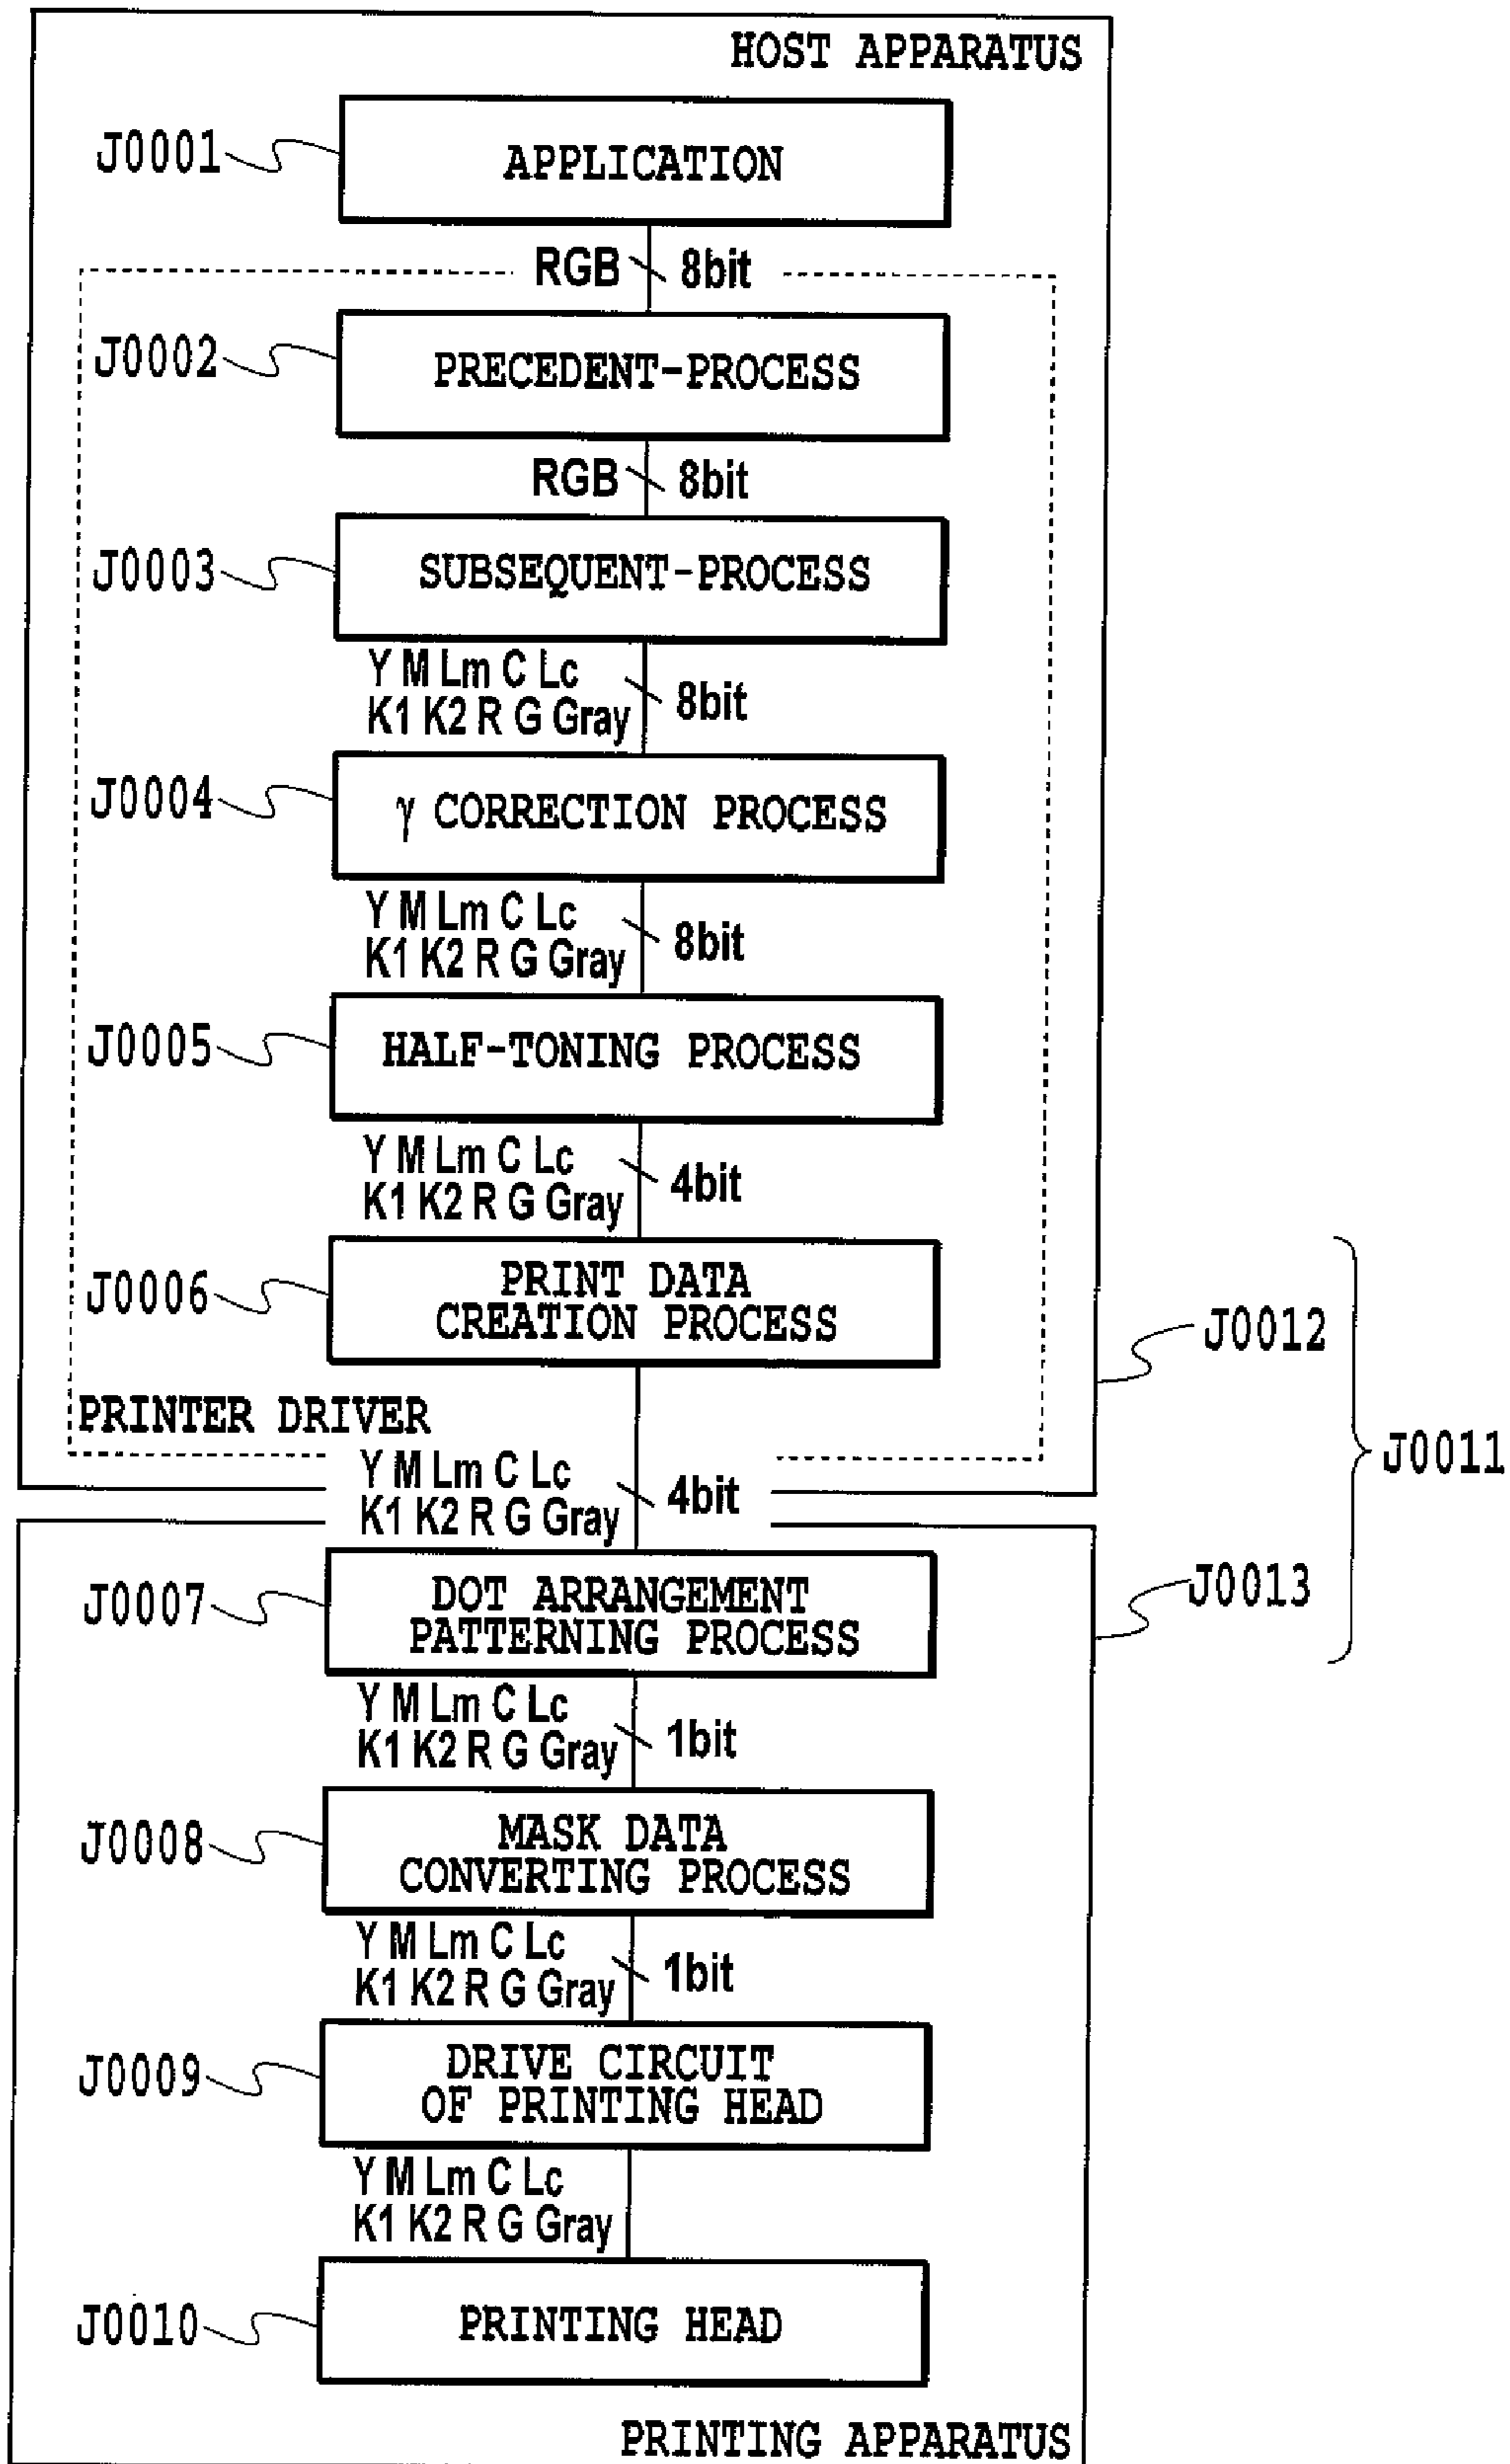 HOST APPARATUS
J0001
APPLICATION
RGB 8bit
J0002
PRECEDENT-PROCESS
RGB 8bit
J0003
SUBSEQUENT-PROCESS
Y M Lm C Lc
K1 K2 R G Gray
8bit
J0004
γ CORRECTION PROCESS
Y M Lm C Lc
K1 K2 R G Gray
8bit
J0005
HALF-TONING PROCESS
Y M Lm C Lc
K1 K2 R G Gray
4bit
J0006
PRINT DATA
CREATION PROCESS
J0012
PRINTER DRIVER
J0011
Y M Lm C Lc
K1 K2 R G Gray
4bit
J0007
DOT ARRANGEMENT
PATTERNING PROCESS
J0013
Y M Lm C Lc
K1 K2 R G Gray
1bit
J0008
MASK DATA
CONVERTING PROCESS
Y M Lm C Lc
K1 K2 R G Gray
1bit
J0009
DRIVE CIRCUIT
OF PRINTING HEAD
Y M Lm C Lc
K1 K2 R G Gray
J0010
PRINTING HEAD
PRINTING APPARATUS